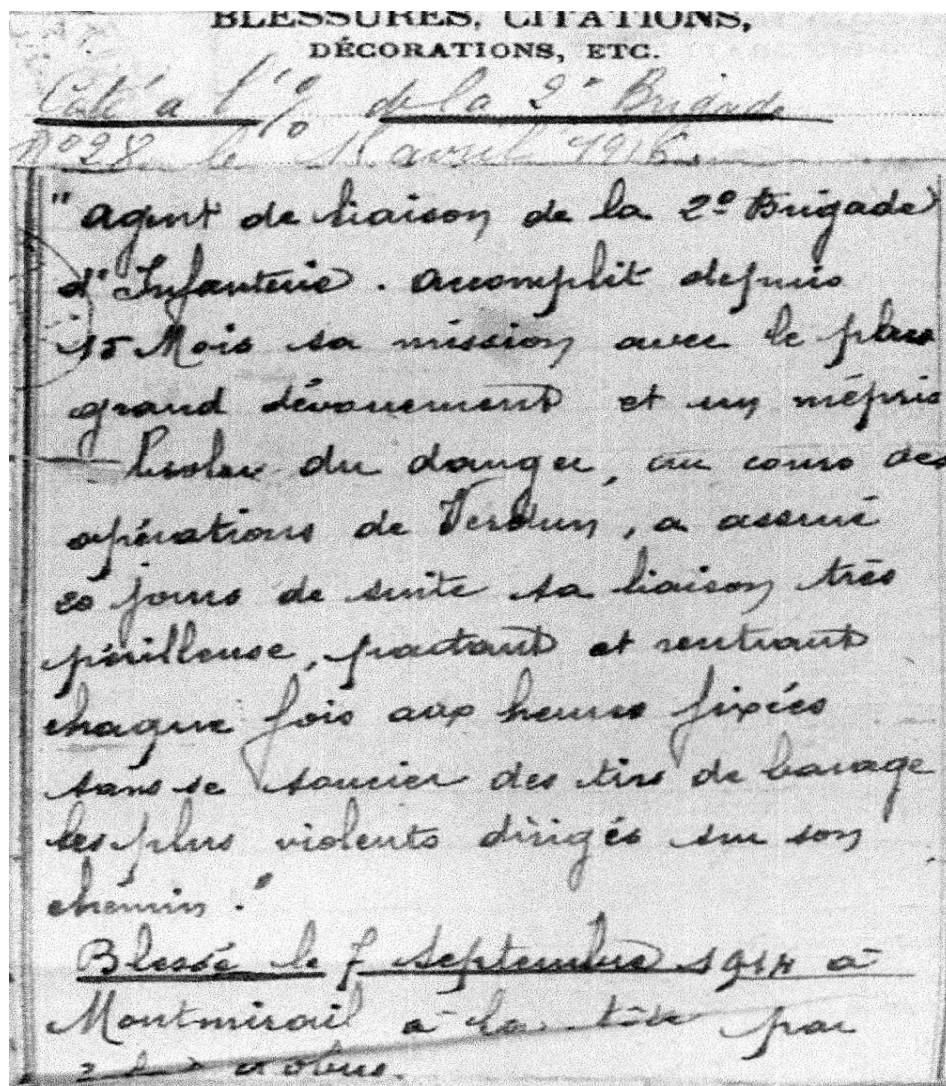 BLESSURES, CITATIONS,
DÉCORATIONS, ETC.
Cité à l'% de la 2e Brigade
n° 28 le avril 1916.
"Agent de liaison de la 2e Brigade
d'Infanterie. accomplit depuis
15 Mois sa mission avec le plus
grand dévouement et un mépris
du danger, au cours des
opérations de Verdun, a assuré
20 jours de suite sa liaison très
périlleuse, partant et rentrant
chaque fois aux heures fixées
sans se soucier des tirs de barage
les plus violents dirigés sur son
chemin."
Blessé le 7 Septembre 1914 à
Montmirail à la tête par
d'obus.